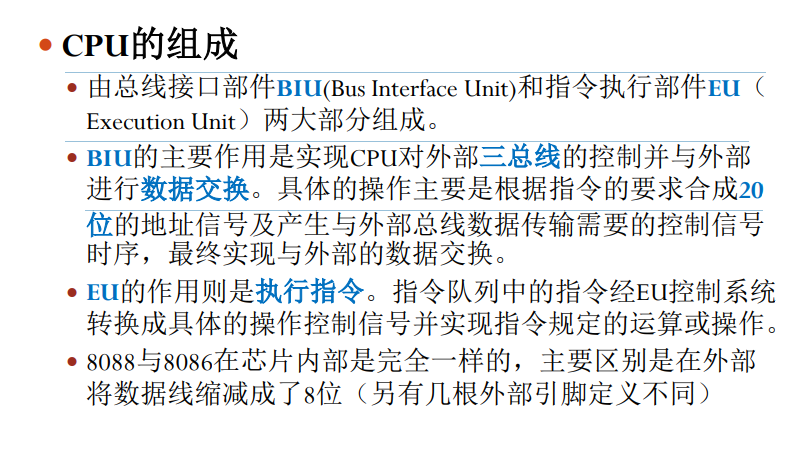 • CPU的组成
• 由总线接口部件BIU(Bus Interface Unit)和指令执行部件EU（
Execution Unit）两大部分组成。
• BIU的主要作用是实现CPU对外部三总线的控制并与外部
进行数据交换。具体的操作主要是根据指令的要求合成20
位的地址信号及产生与外部总线数据传输需要的控制信号
时序，最终实现与外部的数据交换。
• EU的作用则是执行指令。指令队列中的指令经EU控制系统
转换成具体的操作控制信号并实现指令规定的运算或操作。
• 8088与8086在芯片内部是完全一样的，主要区别是在外部
将数据线缩减成了8位（另有几根外部引脚定义不同）